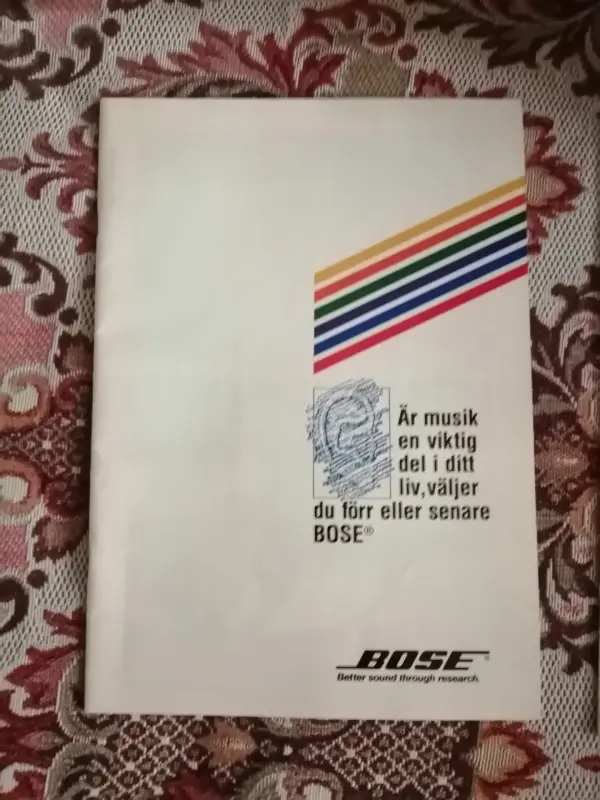 Är musik
en viktig
del i ditt
liv,väljer
du förr eller senare
BOSE®
BOSE®
Better sound through research.